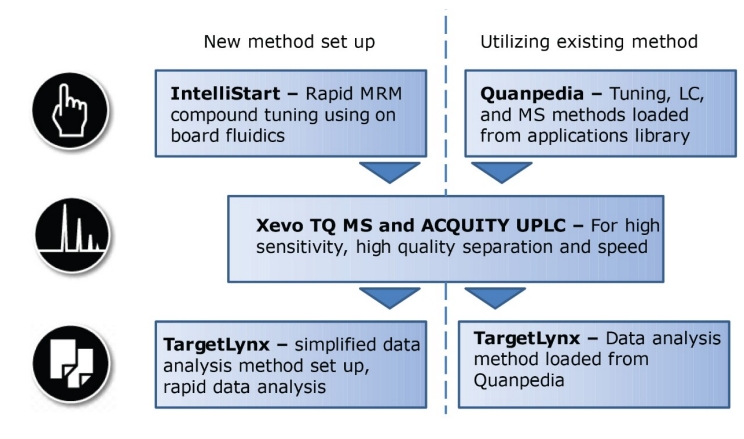 New method set up
Utilizing existing method
IntelliStart – Rapid MRM
compound tuning using on
board fluidics
Quanpedia – Tuning, LC,
and MS methods loaded
from applications library
Xevo TQ MS and ACQUITY UPLC – For high
sensitivity, high quality separation and speed
TargetLynx – simplified data
analysis method set up,
rapid data analysis
TargetLynx – Data analysis
method loaded from
Quanpedia